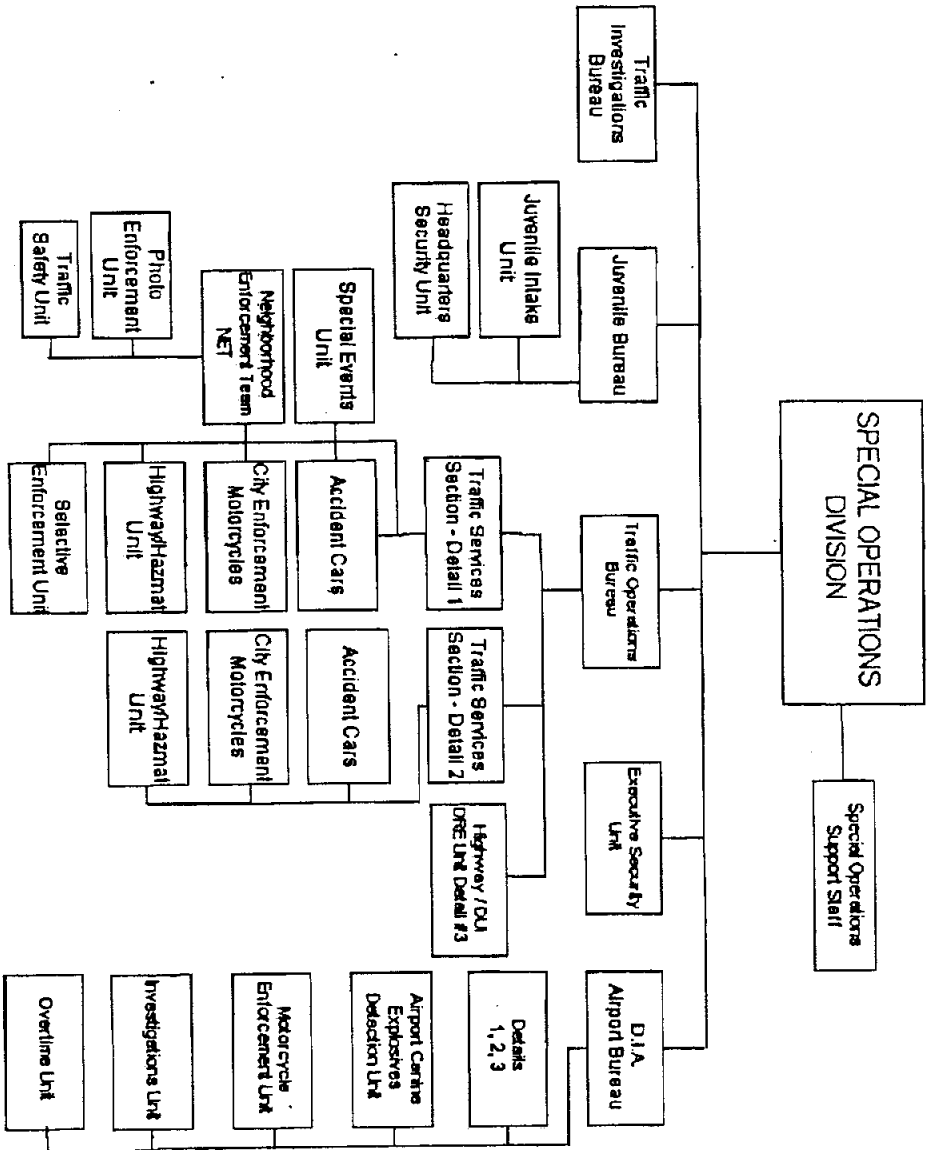 SPECIAL OPERATIONS
DIVISION
Special Operations
Support Staff
Traffic
Investigations
Bureau
Juvenile Bureau
Traffic Operations
Bureau
Executive Security
Unit
D.I.A.
Airport Bureau
Juvenile Intake
Unit
Headquarters
Security Unit
Traffic Services
Section - Detail 1
Traffic Services
Section - Detail 2
Highway / DUI
DRE Unit Detail #3
Details
1, 2, 3
Special Events
Unit
Accident Cars
Accident Cars
Airport Canine
Explosives
Detection Unit
Neighborhood
Enforcement Team
NET
City Enforcement
Motorcycles
City Enforcement
Motorcycles
Motorcycle
Enforcement Unit
Photo
Enforcement
Unit
Highway/Hazmat
Unit
Highway/Hazmat
Unit
Investigations Unit
Traffic
Safety Unit
Selective
Enforcement Unit
Overtime Unit